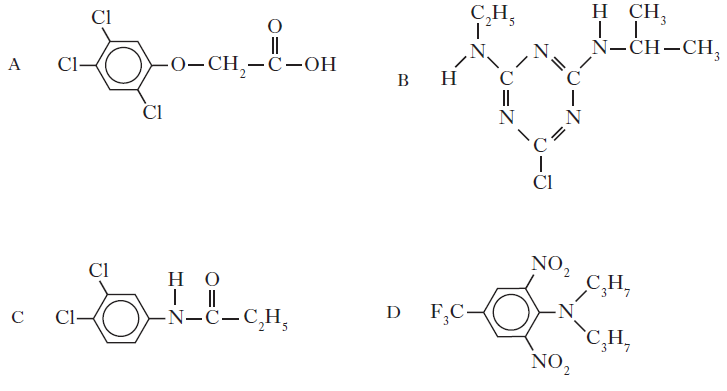 A
Cl
Cl
Cl
O–CH₂–C–OH
O
B
C₂H₅
H CH₃
N N N–CH–CH₃
H C C
N N
C
Cl
C
Cl
Cl
H O
N–C–C₂H₅
D
NO₂
F₃C
N
C₃H₇
C₃H₇
NO₂